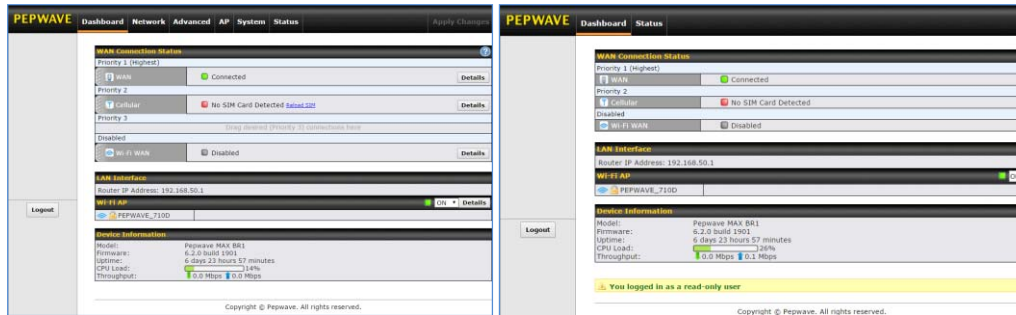 PEPWAVE Dashboard Network Advanced AP System Status Apply Changes
WAN Connection Status
Priority 1 (Highest)
WAN Connected Details
Priority 2
Cellular No SIM Card Detected Reload SIM Details
Priority 3
Drag desired (Priority 3) connections here
Disabled
Wi-Fi WAN Disabled Details
LAN Interface
Router IP Address: 192.168.50.1
Wi-Fi AP ON Details
PEPWAVE_710D
Logout
Device Information
Model: Pepwave MAX BR1
Firmware: 6.2.0 build 1901
Uptime: 6 days 23 hours 57 minutes
CPU Load: 14%
Throughput: 0.0 Mbps 0.0 Mbps
Copyright © Pepwave. All rights reserved.
PEPWAVE Dashboard Status
WAN Connection Status
Priority 1 (Highest)
WAN Connected
Priority 2
Cellular No SIM Card Detected
Disabled
Wi-Fi WAN Disabled
LAN Interface
Router IP Address: 192.168.50.1
Wi-Fi AP
PEPWAVE_710D
Logout
Device Information
Model: Pepwave MAX BR1
Firmware: 6.2.0 build 1901
Uptime: 6 days 23 hours 57 minutes
CPU Load: 26%
Throughput: 0.0 Mbps 0.1 Mbps
You logged in as a read-only user
Copyright © Pepwave. All rights reserved.